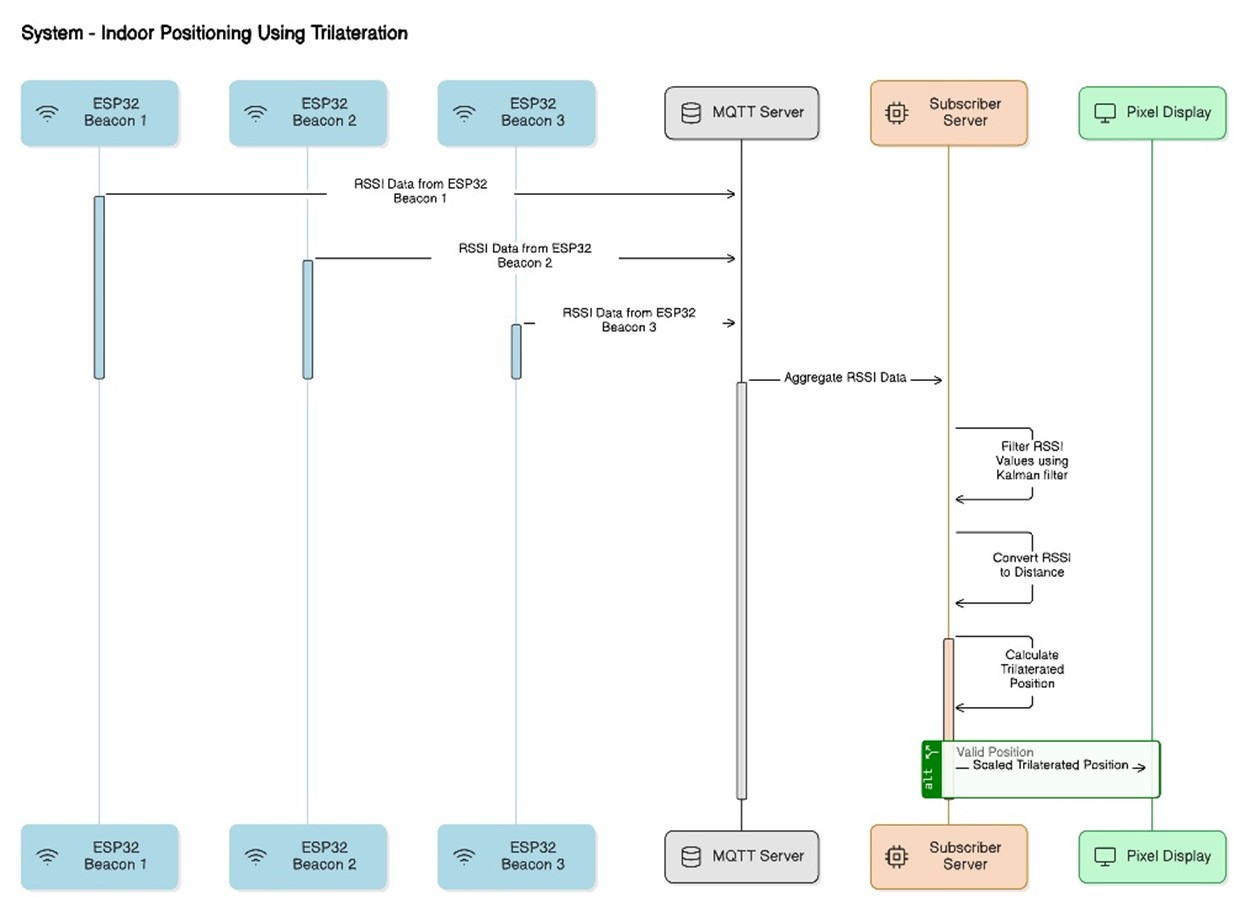 System - Indoor Positioning Using Trilateration
ESP32
Beacon 1
ESP32
Beacon 2
ESP32
Beacon 3
MQTT Server
Subscriber
Server
Pixel Display
RSSI Data from ESP32
Beacon 1
RSSI Data from ESP32
Beacon 2
RSSI Data from ESP32
Beacon 3
Aggregate RSSI Data
Filter RSSI
Values using
Kalman filter
Convert RSSI
to Distance
Calculate
Trilaterated
Position
alt
Valid Position
Scaled Trilaterated Position
ESP32
Beacon 1
ESP32
Beacon 2
ESP32
Beacon 3
MQTT Server
Subscriber
Server
Pixel Display